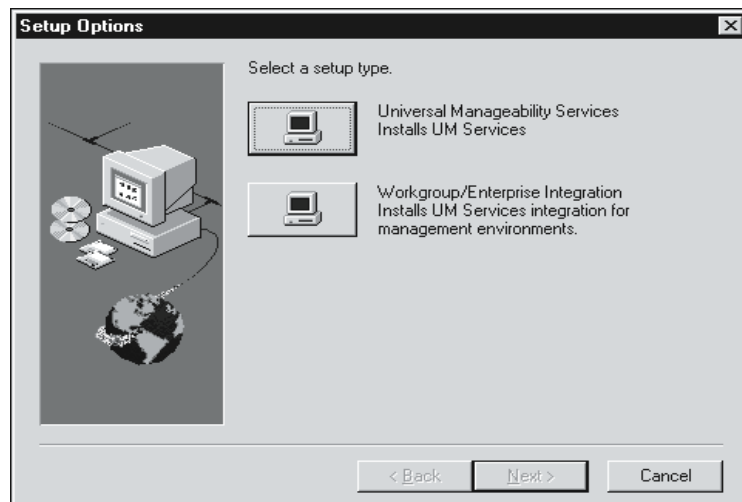 Setup Options
Select a setup type.
Universal Manageability Services
Installs UM Services
Workgroup/Enterprise Integration
Installs UM Services integration for
management environments.
< Back
Next >
Cancel